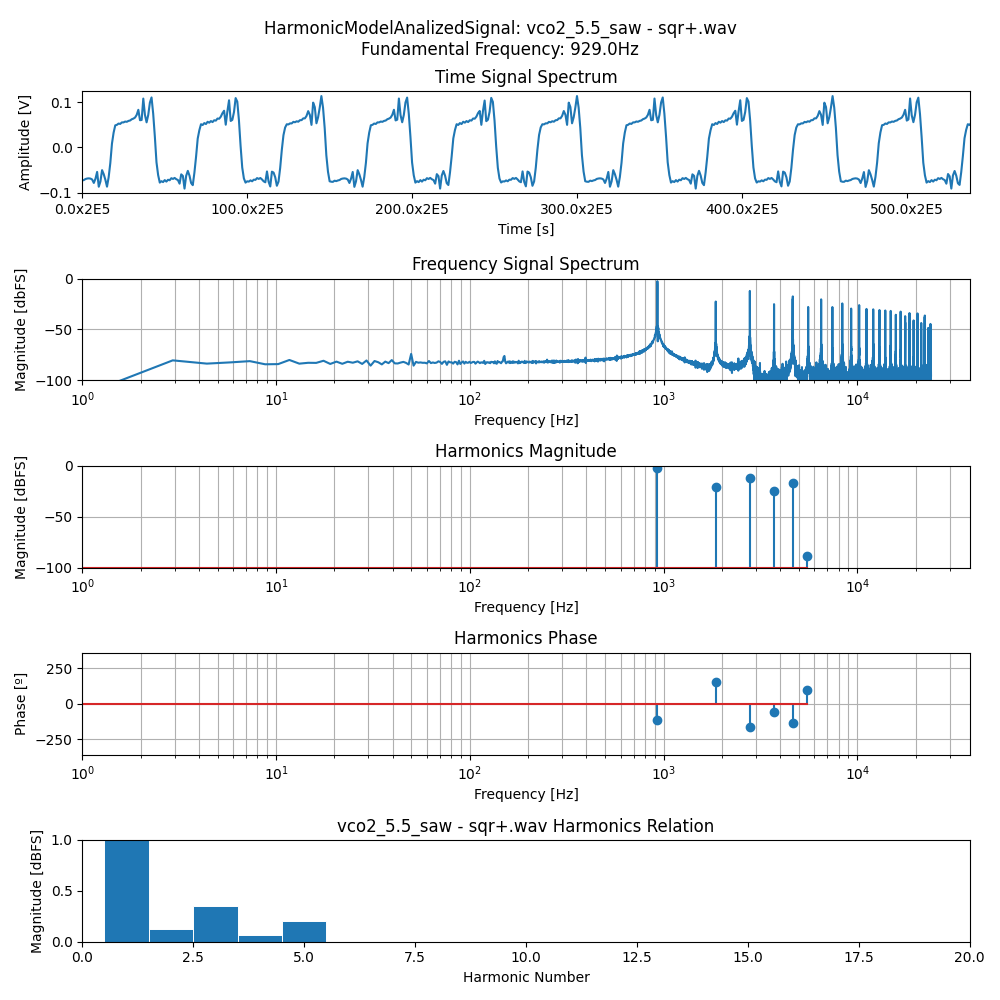 HarmonicModelAnalizedSignal: vco2_5.5_saw - sqr+.wav
Fundamental Frequency: 929.0Hz
Time Signal Spectrum
Amplitude [V]
0.1
0.0
−0.1
0.0x2E5 100.0x2E5 200.0x2E5 300.0x2E5 400.0x2E5 500.0x2E5
Time [s]
Frequency Signal Spectrum
Magnitude [dbFS]
0
−50
−100
10^0 10^1 10^2 10^3 10^4
Frequency [Hz]
Harmonics Magnitude
Magnitude [dBFS]
0
−50
−100
10^0 10^1 10^2 10^3 10^4
Frequency [Hz]
Harmonics Phase
Phase [º]
250
0
−250
10^0 10^1 10^2 10^3 10^4
Frequency [Hz]
vco2_5.5_saw - sqr+.wav Harmonics Relation
Magnitude [dBFS]
1.0
0.5
0.0
0.0 2.5 5.0 7.5 10.0 12.5 15.0 17.5 20.0
Harmonic Number